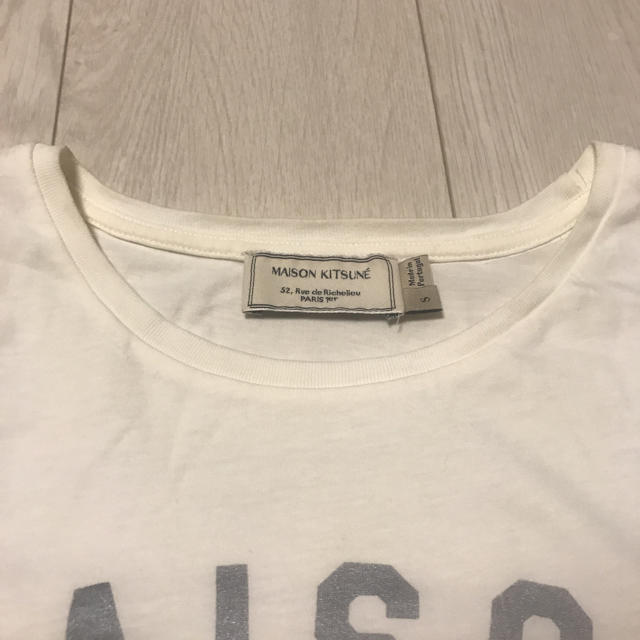 MAISON KITSUNÉ
52, Rue de Richelieu
PARIS 1er
Made in
Portugal
S
AISO